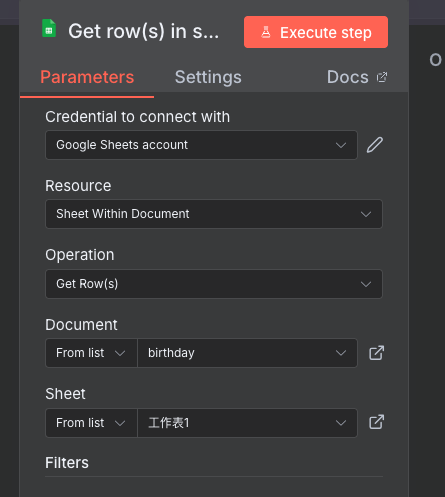 Get row(s) in s...
Execute step
Parameters
Settings
Docs
Credential to connect with
Google Sheets account
Resource
Sheet Within Document
Operation
Get Row(s)
Document
From list
birthday
Sheet
From list
工作表1
Filters